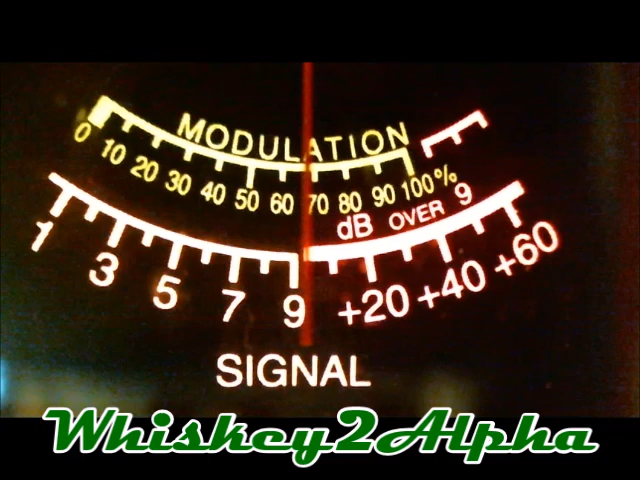 MODULATION
0 10 20 30 40 50 60 70 80 90 100%
dB OVER 9
1 3 5 7 9 +20 +40 +60
SIGNAL
Whiskey2Alpha